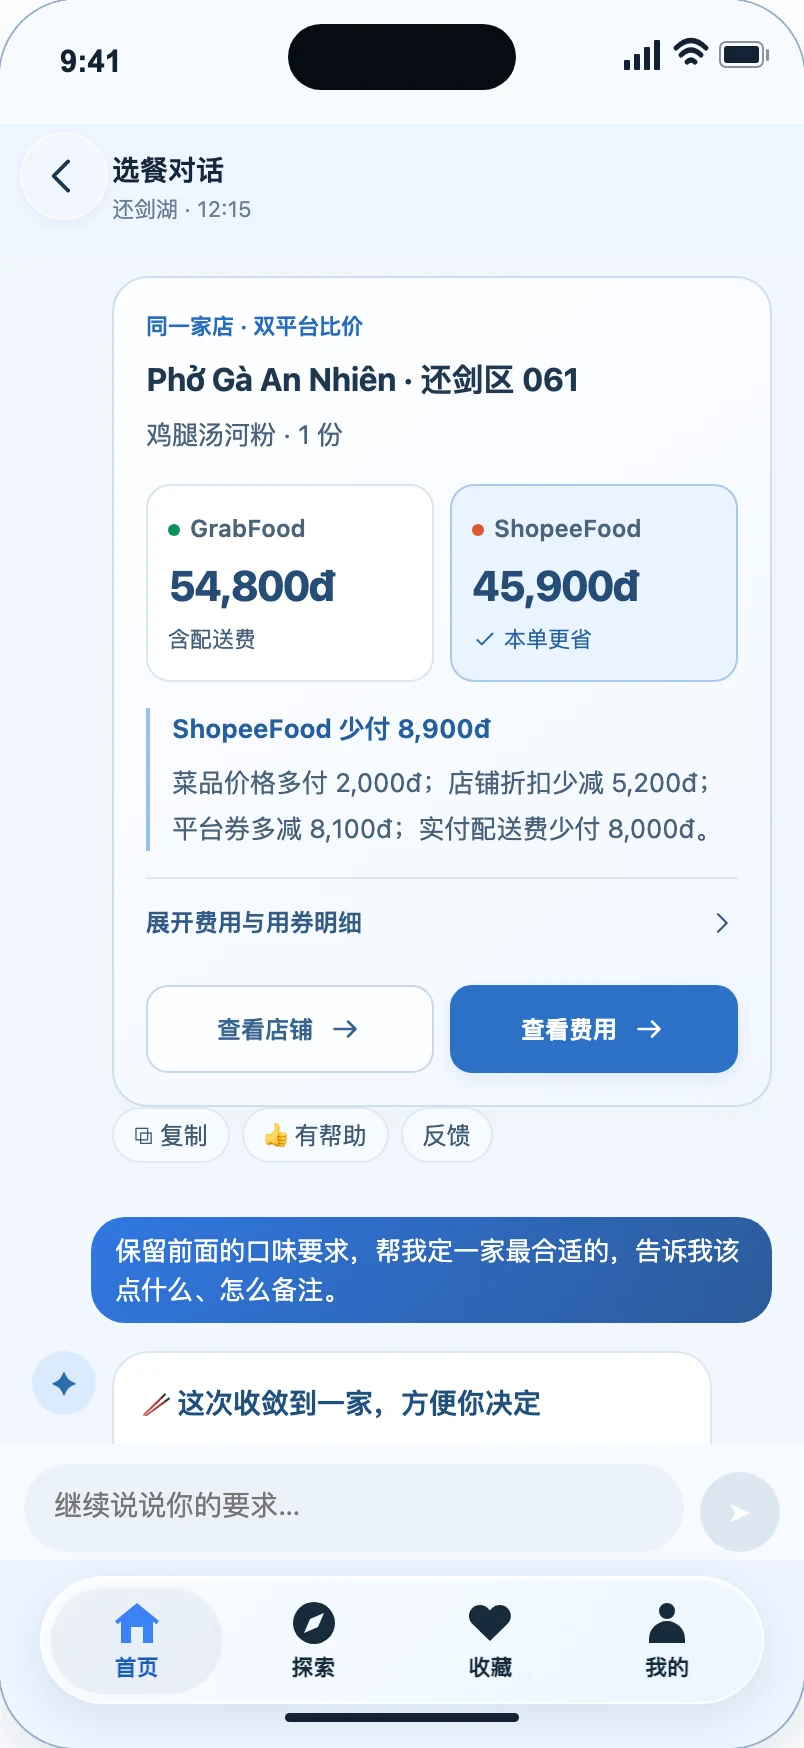 9:41
选餐对话
还剑湖 · 12:15
同一家店 · 双平台比价
Phở Gà An Nhiên · 还剑区 061
鸡腿汤河粉 · 1 份
GrabFood
54,800đ
含配送费
ShopeeFood
45,900đ
✓ 本单更省
ShopeeFood 少付 8,900đ
菜品价格多付 2,000đ；店铺折扣少减 5,200đ；
平台券多减 8,100đ；实付配送费少付 8,000đ。
展开费用与用券明细
查看店铺 →
查看费用 →
复制
👍 有帮助
反馈
保留前面的口味要求，帮我定一家最合适的，告诉我该
点什么、怎么备注。
🥢 这次收敛到一家，方便你决定
继续说说你的要求...
首页
探索
收藏
我的